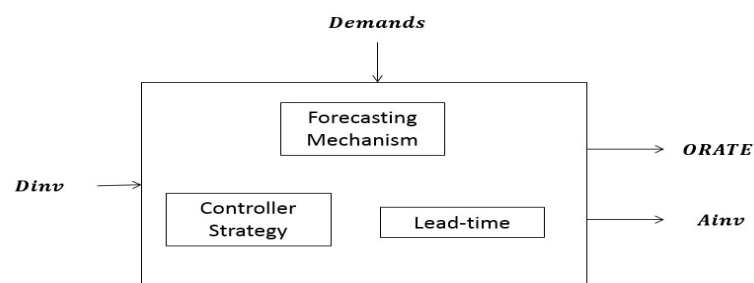 Demands
Forecasting
Mechanism
ORATE
Dinv
Controller
Strategy
Lead-time
Ainv